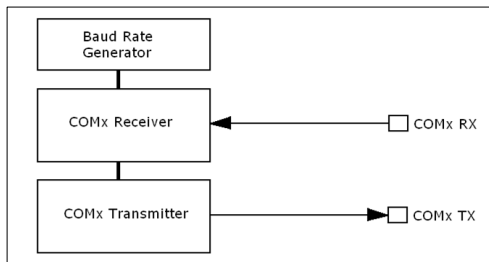 Baud Rate
Generator
COMx Receiver
COMx RX
COMx Transmitter
COMx TX